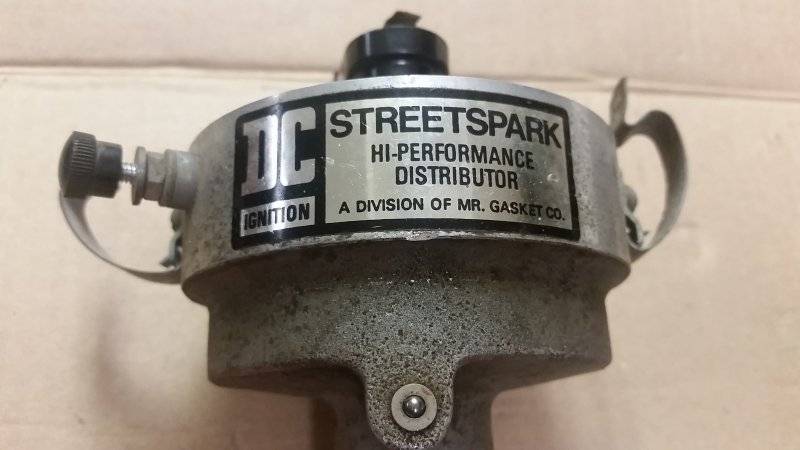 DC
IGNITION
STREETSPARK
HI-PERFORMANCE
DISTRIBUTOR
A DIVISION OF MR. GASKET CO.